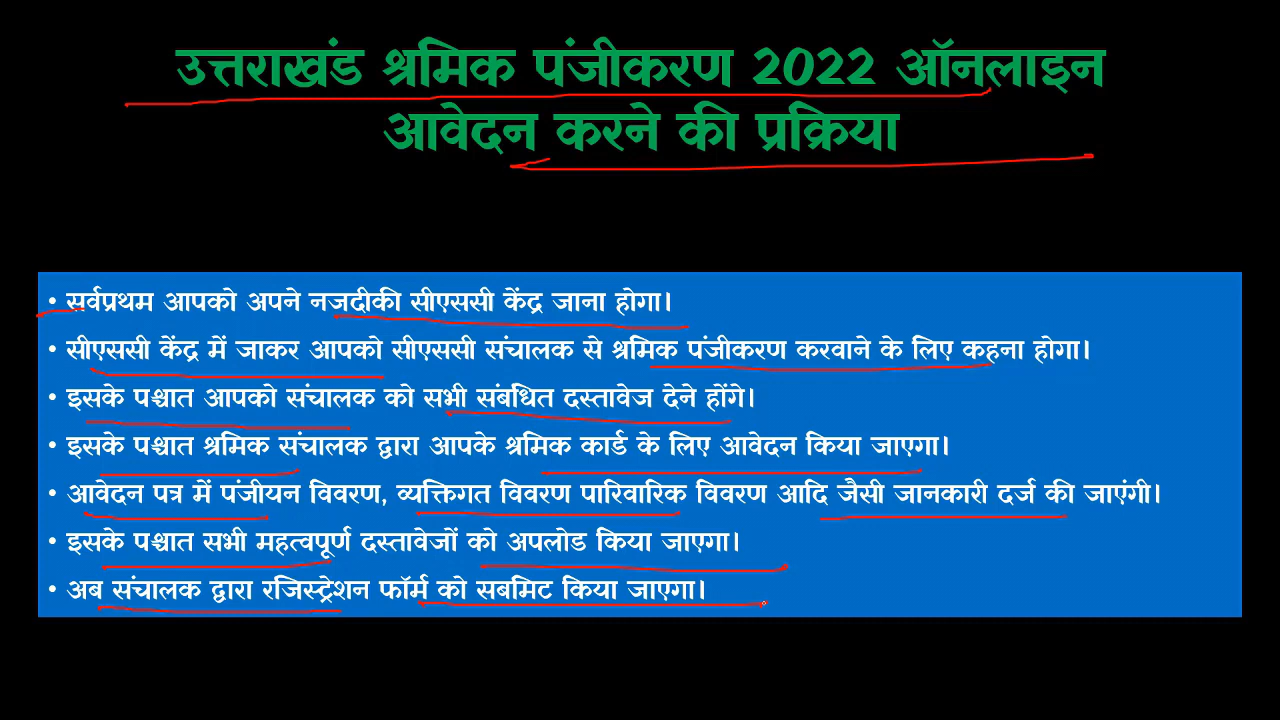 उत्तराखंड श्रमिक पंजीकरण 2022 ऑनलाइन
आवेदन करने की प्रक्रिया
• सर्वप्रथम आपको अपने नजदीकी सीएससी केंद्र जाना होगा।
• सीएससी केंद्र में जाकर आपको सीएससी संचालक से श्रमिक पंजीकरण करवाने के लिए कहना होगा।
• इसके पश्चात आपको संचालक को सभी संबधित दस्तावेज देने होंगे।
• इसके पश्चात श्रमिक संचालक द्वारा आपके श्रमिक कार्ड के लिए आवेदन किया जाएगा।
• आवेदन पत्र में पंजीयन विवरण, व्यक्तिगत विवरण पारिवारिक विवरण आदि जैसी जानकारी दर्ज की जाएंगी।
• इसके पश्चात सभी महत्वपूर्ण दस्तावेजों को अपलोड किया जाएगा।
• अब संचालक द्वारा रजिस्ट्रेशन फॉर्म को सबमिट किया जाएगा।